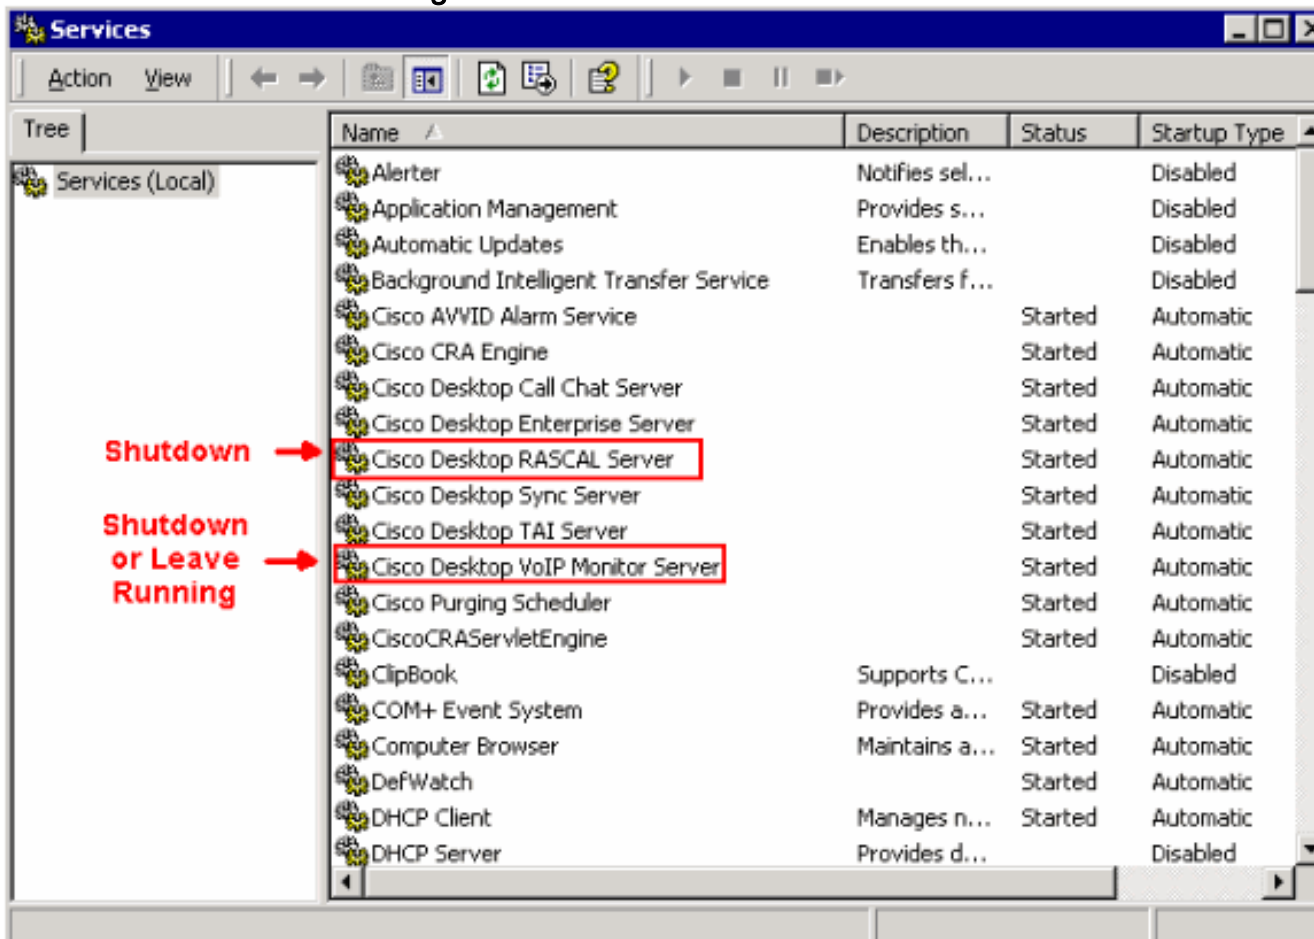 Services
Action View
Tree
Services (Local)
Name Description Status Startup Type
Alerter Notifies sel... Disabled
Application Management Provides s... Disabled
Automatic Updates Enables th... Disabled
Background Intelligent Transfer Service Transfers f... Disabled
Cisco AVVID Alarm Service Started Automatic
Cisco CRA Engine Started Automatic
Cisco Desktop Call Chat Server Started Automatic
Cisco Desktop Enterprise Server Started Automatic
Shutdown
Cisco Desktop RASCAL Server Started Automatic
Cisco Desktop Sync Server Started Automatic
Cisco Desktop TAI Server Started Automatic
Shutdown
or Leave
Running
Cisco Desktop VoIP Monitor Server Started Automatic
Cisco Purging Scheduler Started Automatic
CiscoCRAServletEngine Started Automatic
ClipBook Supports C... Disabled
COM+ Event System Provides a... Started Automatic
Computer Browser Maintains a... Started Automatic
DefWatch Started Automatic
DHCP Client Manages n... Started Automatic
DHCP Server Provides d... Disabled